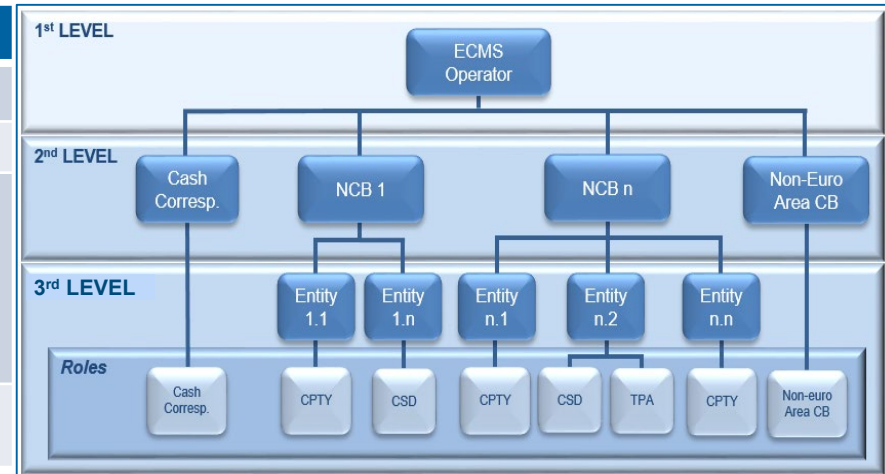 1st LEVEL
ECMS
Operator
2nd LEVEL
Cash
Corresp.
NCB 1
NCB n
Non-Euro
Area CB
3rd LEVEL
Entity
1.1
Entity
1.n
Entity
n.1
Entity
n.2
Entity
n.n
Roles
Cash
Corresp.
CPTY
CSD
CPTY
CSD
TPA
CPTY
Non-euro
Area CB